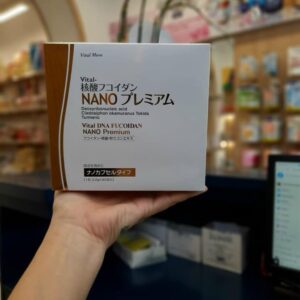 Vital More
Vital-
核酸フコイダン
NANO プレミアム
Deoxyribonucleic acid
Cladosiphon okamuranus Tokida
Turmeric
Vital DNA FUCOIDAN
NANO Premium
ナノカプセルタイプ